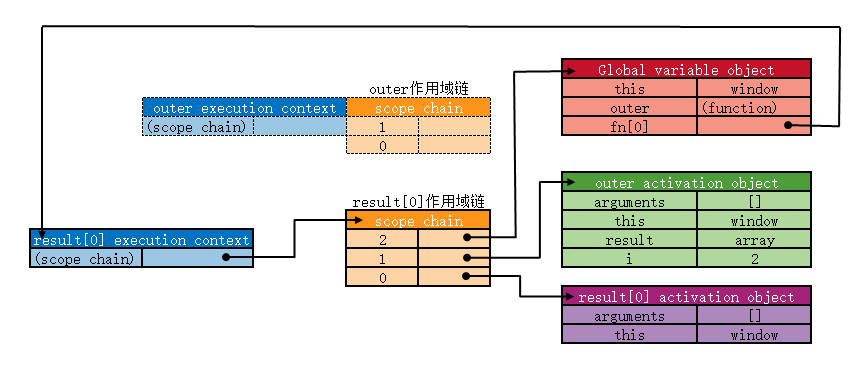 outer作用域链
outer execution context
(scope chain)
scope chain
1
0
Global variable object
this window
outer (function)
fn[0]
outer activation object
arguments []
this window
result array
i 2
result[0]作用域链
scope chain
2
1
0
result[0] execution context
(scope chain)
result[0] activation object
arguments []
this window